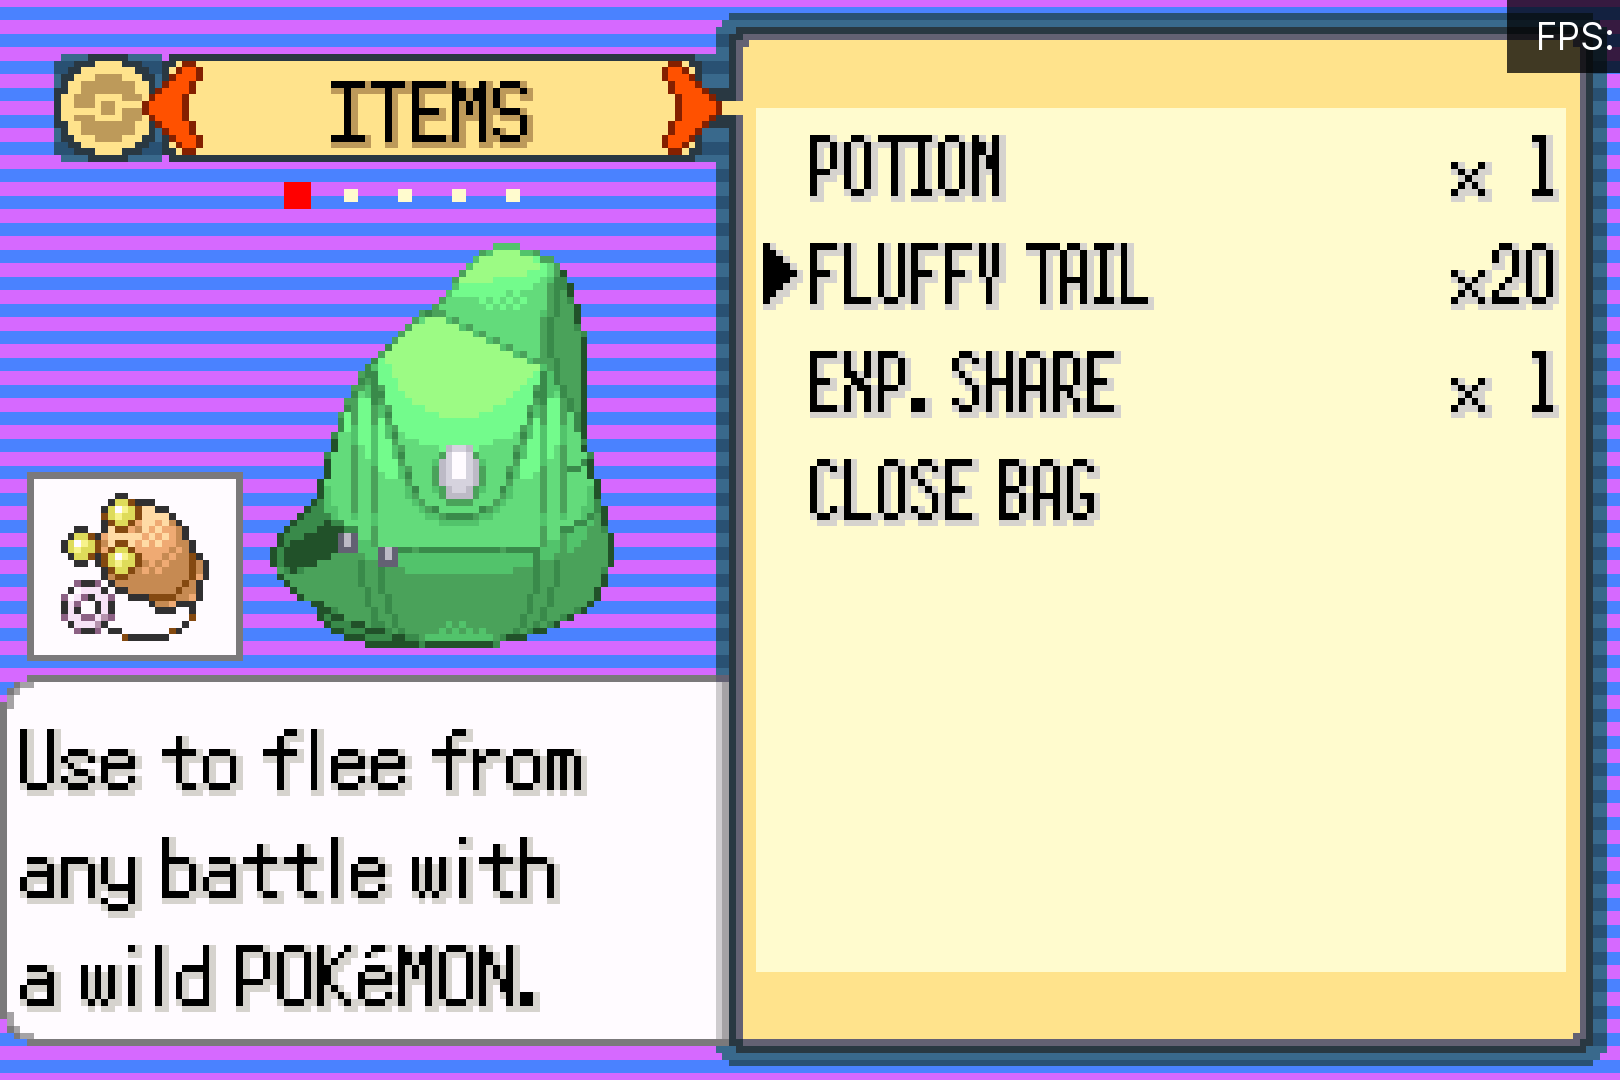 FPS:
ITEMS
POTION x 1
FLUFFY TAIL x20
EXP. SHARE x 1
CLOSE BAG
Use to flee from
any battle with
a wild POKéMON.